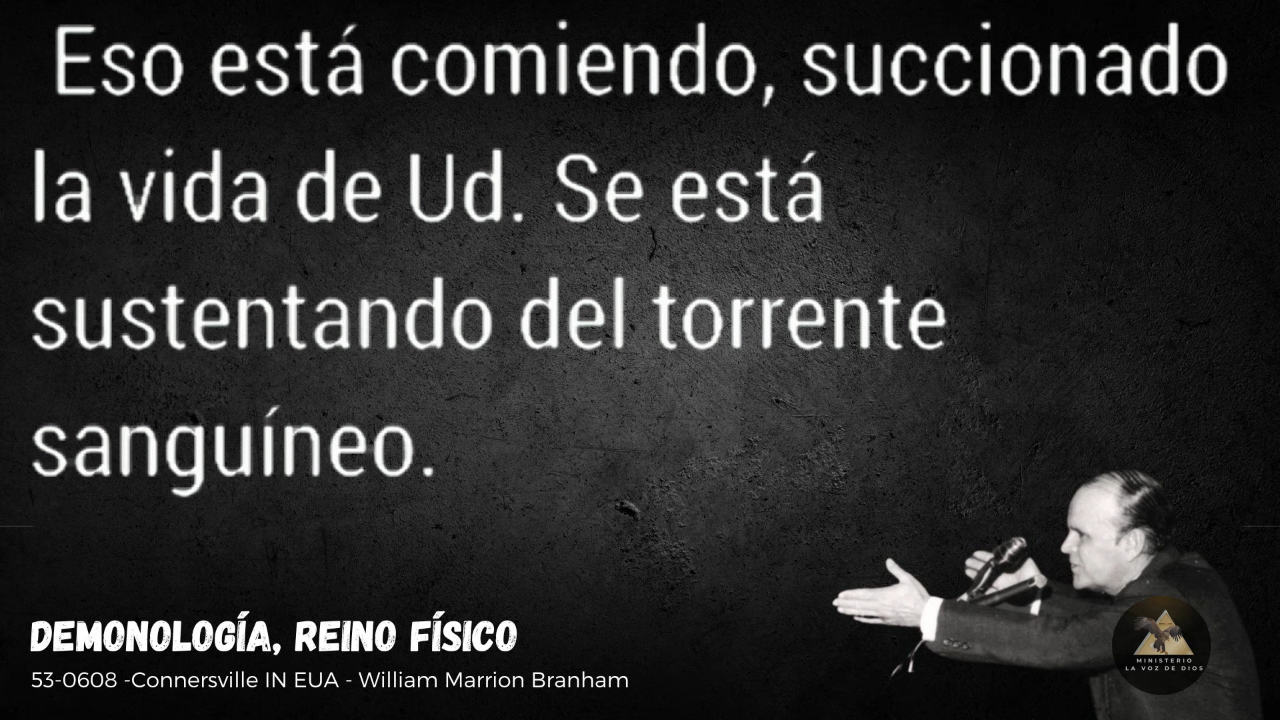 Eso está comiendo, succionado
la vida de Ud. Se está
sustentando del torrente
sanguíneo.
DEMONOLOGÍA, REINO FÍSICO
53-0608 -Connersville IN EUA - William Marrion Branham
MINISTERIO
LA VOZ DE DIOS